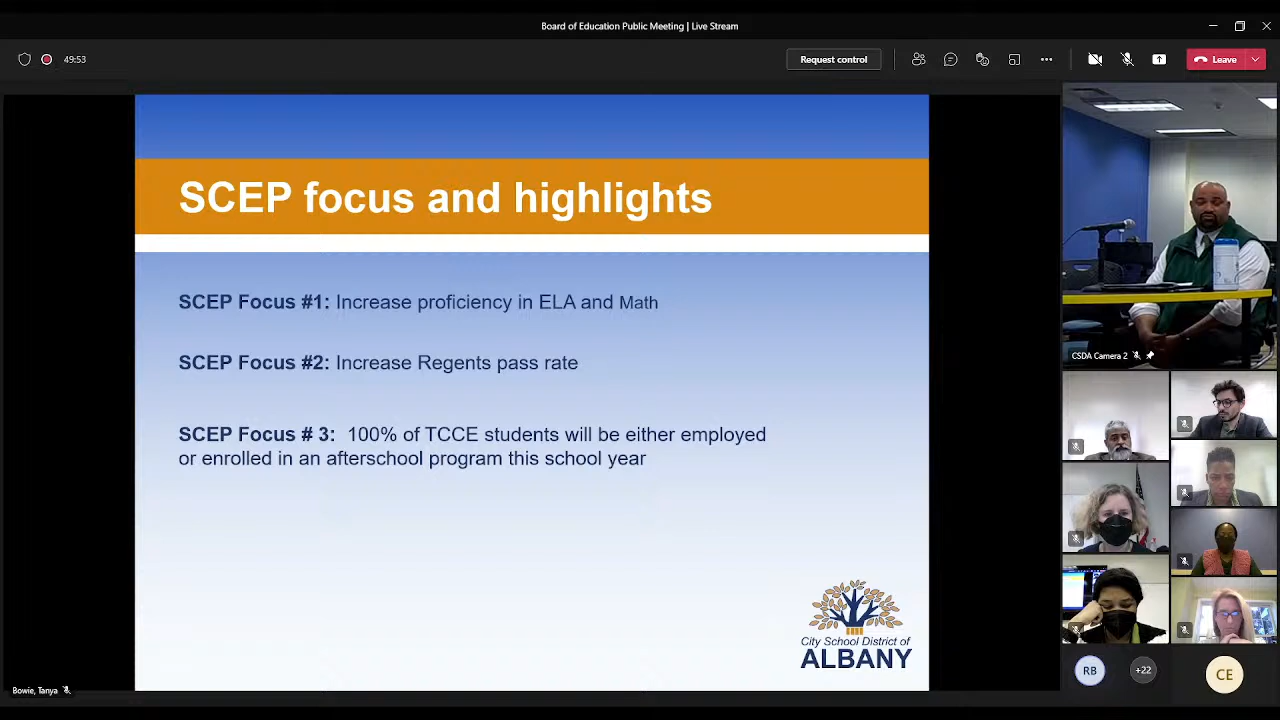 Board of Education Public Meeting | Live Stream
49:53
Request control
Leave
SCEP focus and highlights
SCEP Focus #1: Increase proficiency in ELA and Math
SCEP Focus #2: Increase Regents pass rate
SCEP Focus # 3:  100% of TCCE students will be either employed
or enrolled in an afterschool program this school year
City School District of
ALBANY
CSDA Camera 2
RB
+22
CE
Bowie, Tanya